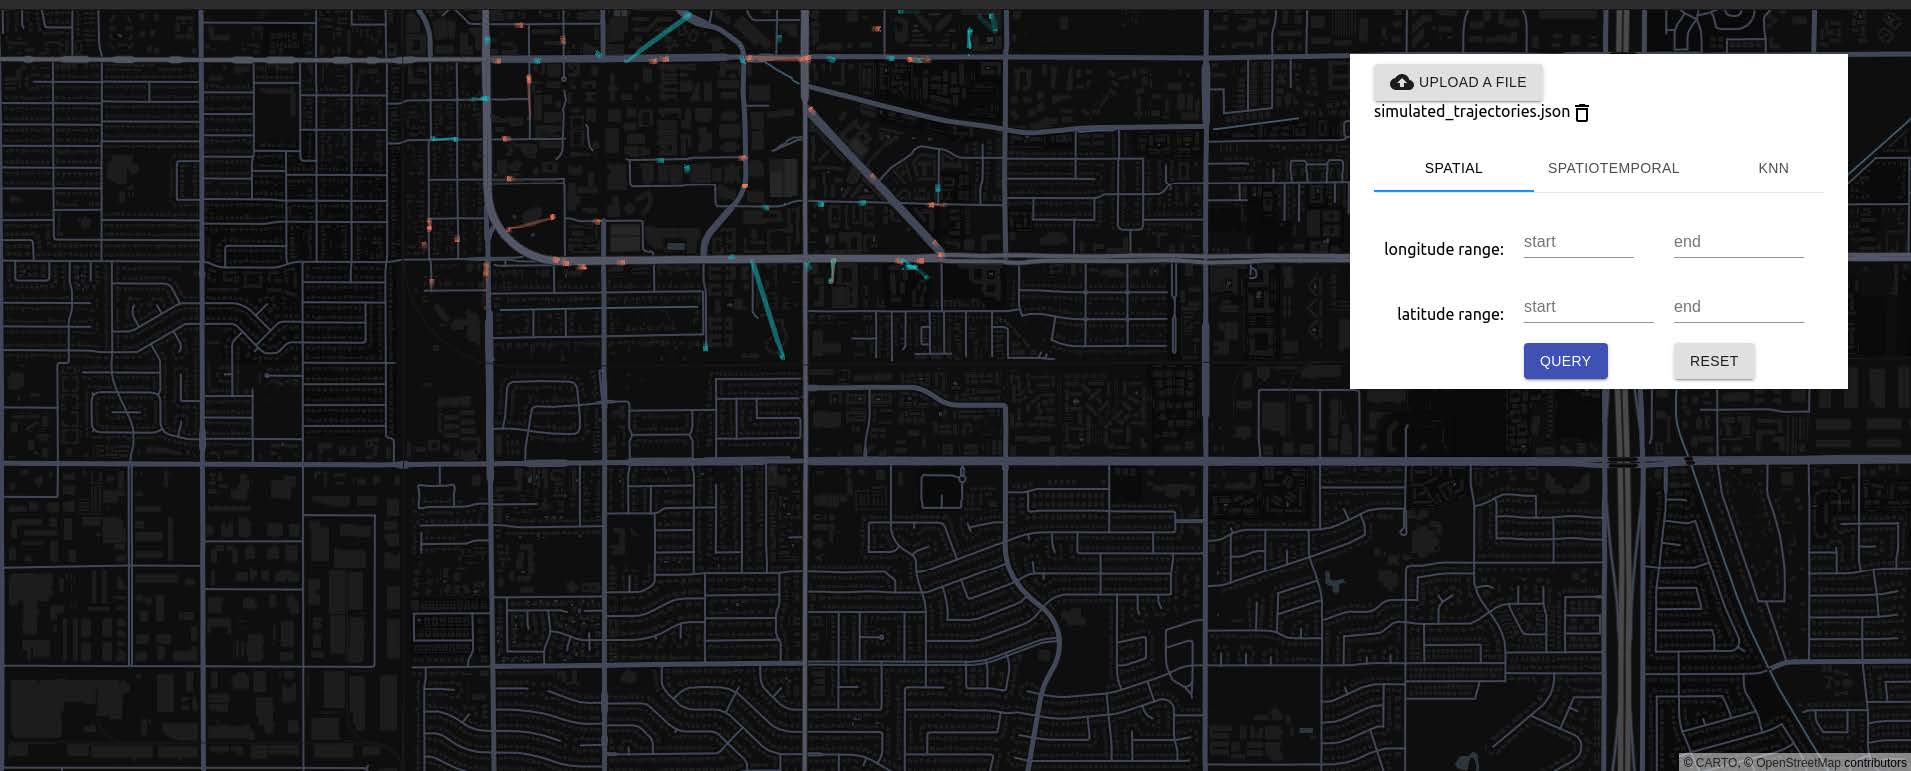 UPLOAD A FILE
simulated_trajectories.json
SPATIAL SPATIOTEMPORAL KNN
longitude range: start end
latitude range: start end
QUERY RESET
© CARTO, © OpenStreetMap contributors